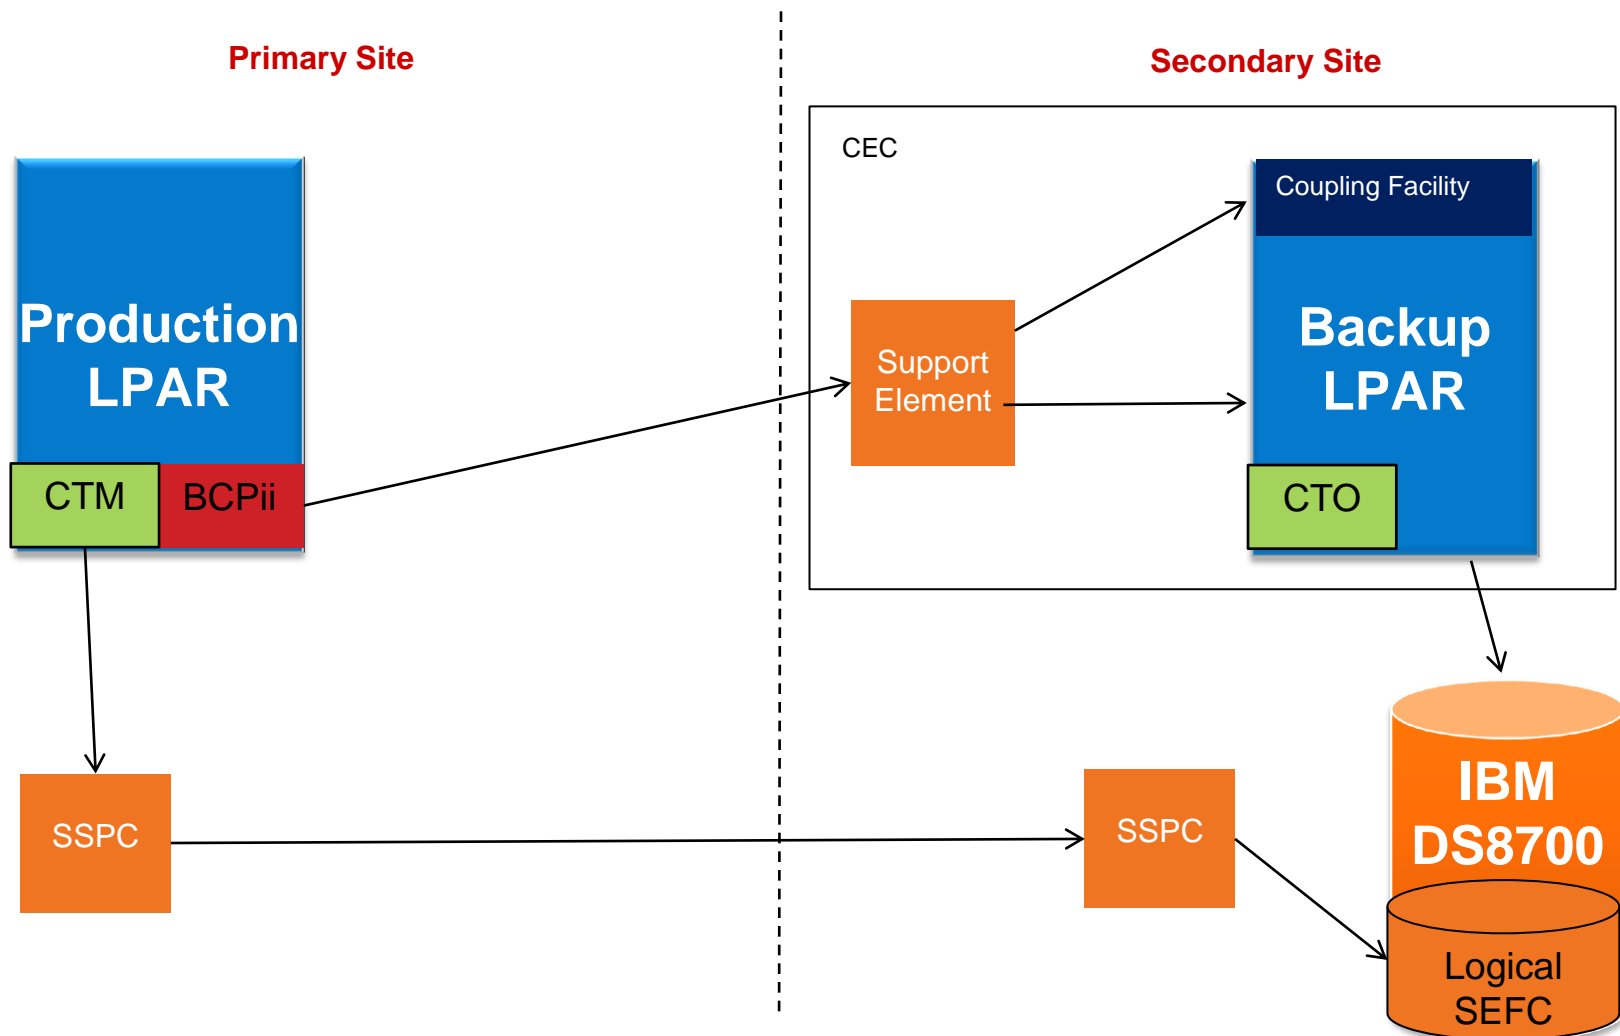 Primary Site
Secondary Site
CEC
Coupling Facility
Production
LPAR
Support
Element
Backup
LPAR
CTM
BCPii
CTO
SSPC
SSPC
IBM
DS8700
Logical
SEFC